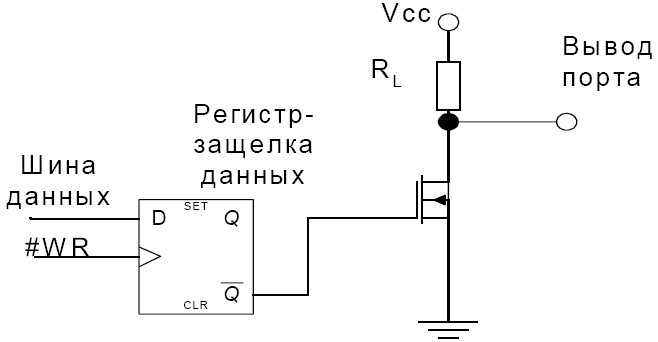 Vcc
Вывод
порта
R L
Регистр-
защелка
данных
Шина
данных
D SET Q
#WR
CLR Q